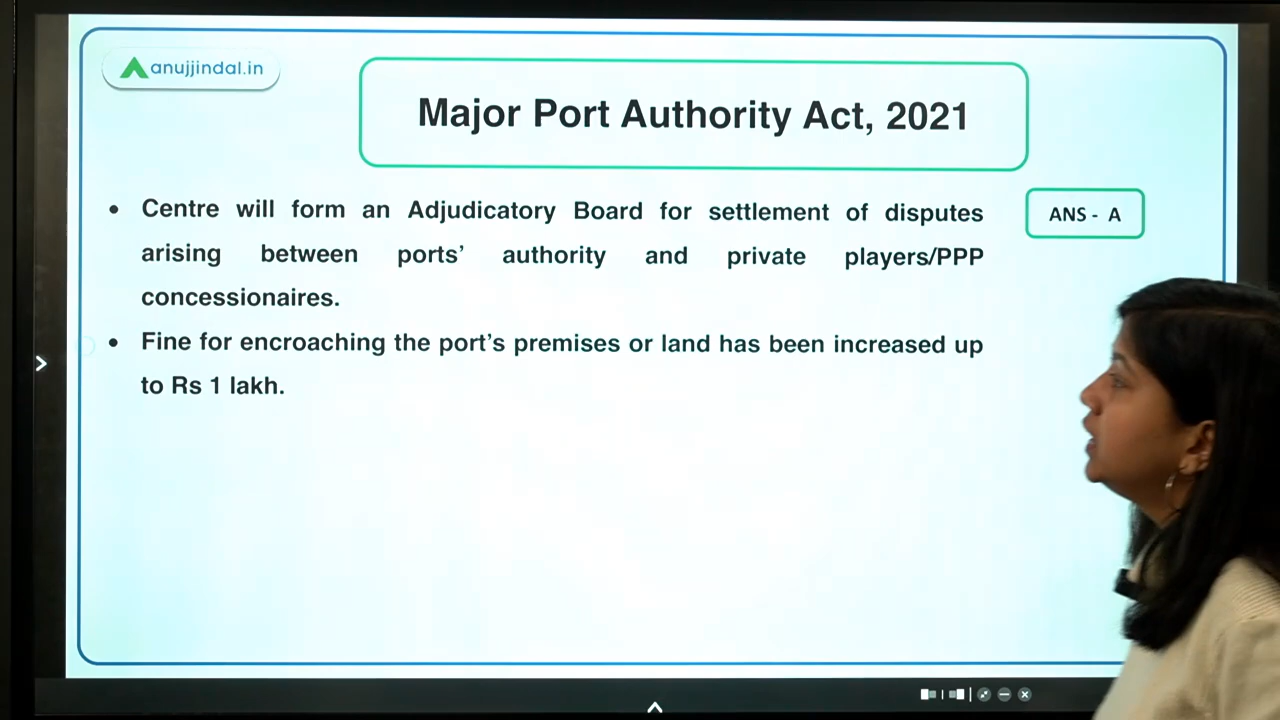 anujjindal.in
Major Port Authority Act, 2021
• Centre will form an Adjudicatory Board for settlement of disputes
arising between ports’ authority and private players/PPP
concessionaires.
• Fine for encroaching the port’s premises or land has been increased up
to Rs 1 lakh.
ANS - A